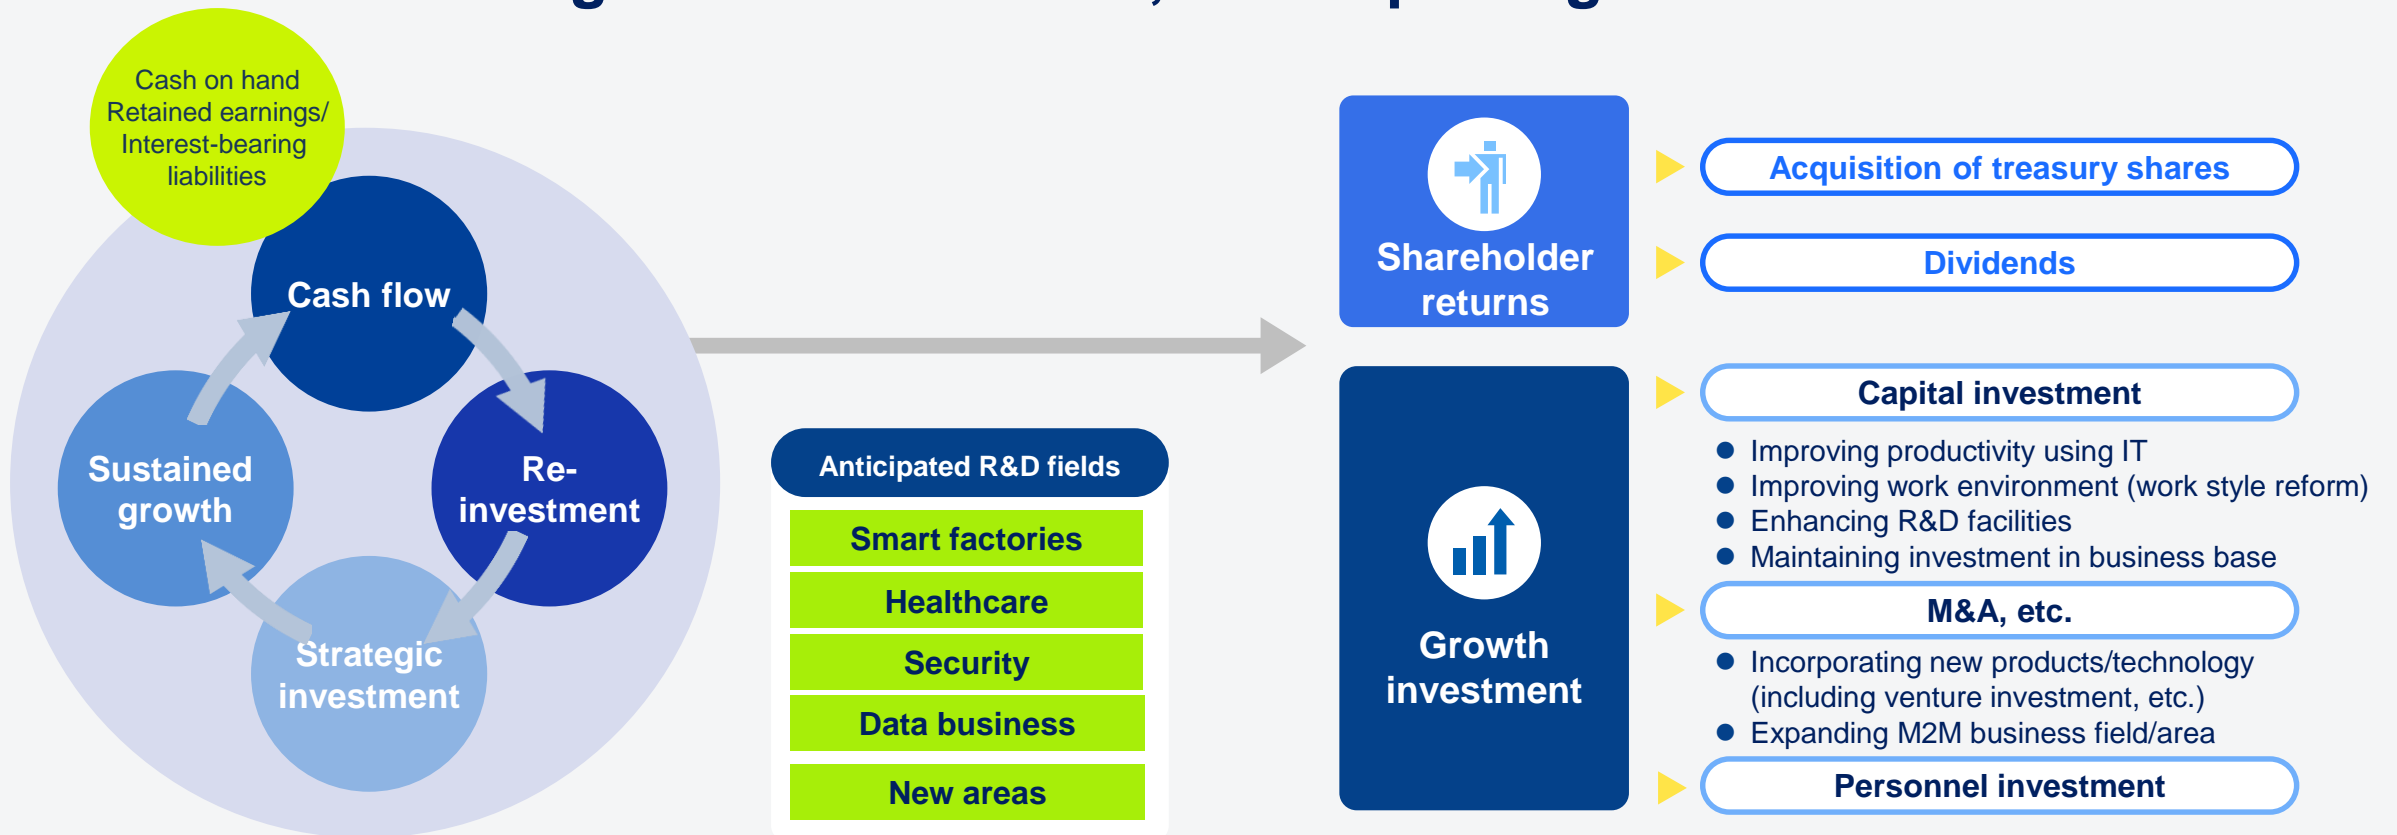 Cash on hand
Retained earnings/
Interest-bearing
liabilities
Cash flow
Re-
investment
Strategic
investment
Sustained
growth
Anticipated R&D fields
Smart factories
Healthcare
Security
Data business
New areas
Shareholder
returns
Acquisition of treasury shares
Dividends
Growth
investment
Capital investment
● Improving productivity using IT
● Improving work environment (work style reform)
● Enhancing R&D facilities
● Maintaining investment in business base
M&A, etc.
● Incorporating new products/technology
(including venture investment, etc.)
● Expanding M2M business field/area
Personnel investment